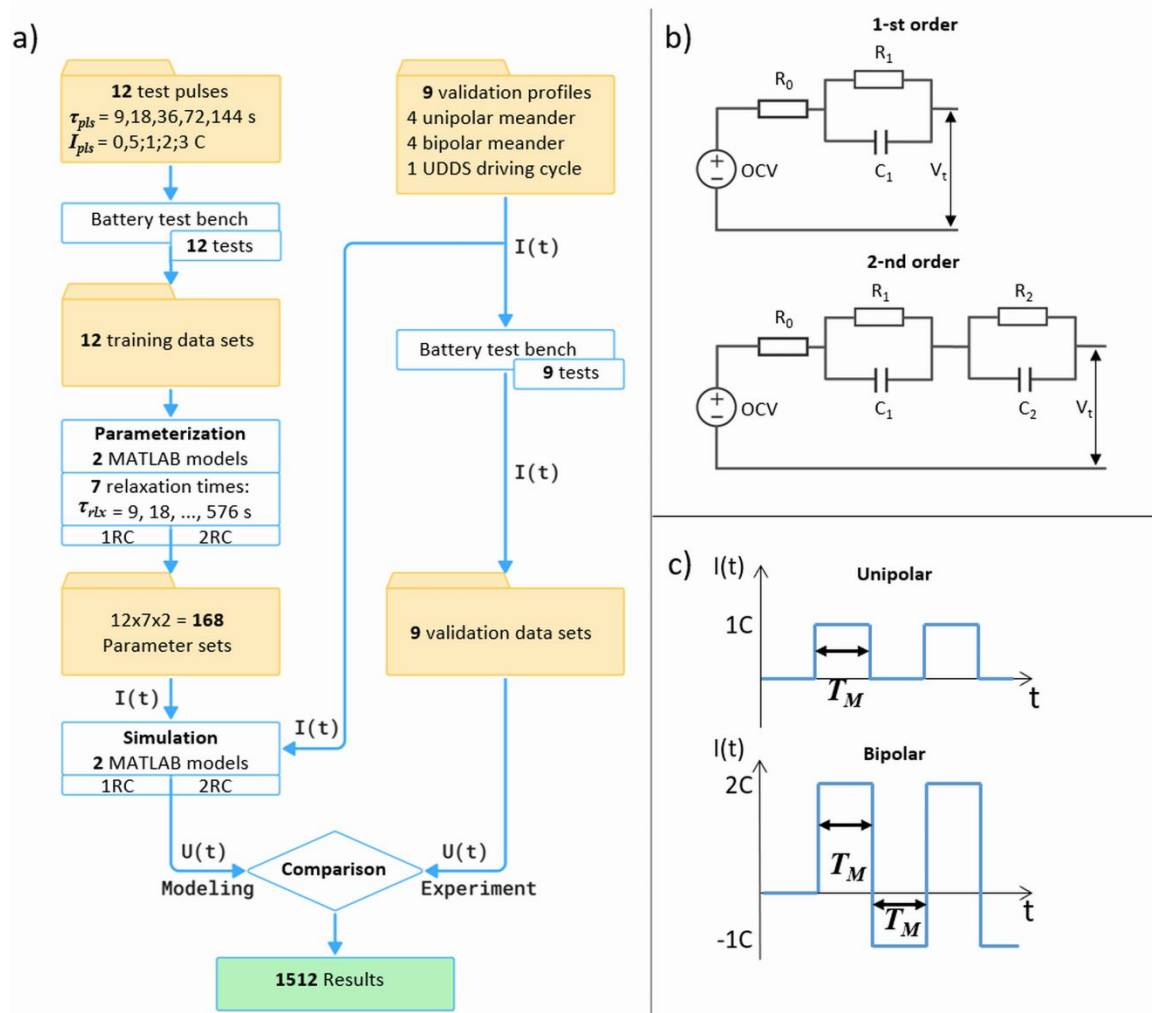 a)
12 test pulses
τpls = 9,18,36,72,144 s
Ipls = 0,5;1;2;3 C
Battery test bench
12 tests
12 training data sets
Parameterization
2 MATLAB models
7 relaxation times:
τrlx = 9, 18, ..., 576 s
1RC 2RC
12x7x2 = 168
Parameter sets
I(t)
Simulation
2 MATLAB models
1RC 2RC
U(t)
Modeling
9 validation profiles
4 unipolar meander
4 bipolar meander
1 UDDS driving cycle
I(t)
Battery test bench
9 tests
I(t)
9 validation data sets
I(t)
U(t)
Experiment
Comparison
1512 Results
b)
1-st order
R1
R0
OCV
C1
Vt
2-nd order
R1
R2
R0
OCV
C1
C2
Vt
c)
I(t)
Unipolar
1C
TM
t
I(t)
Bipolar
2C
TM
TM
t
-1C